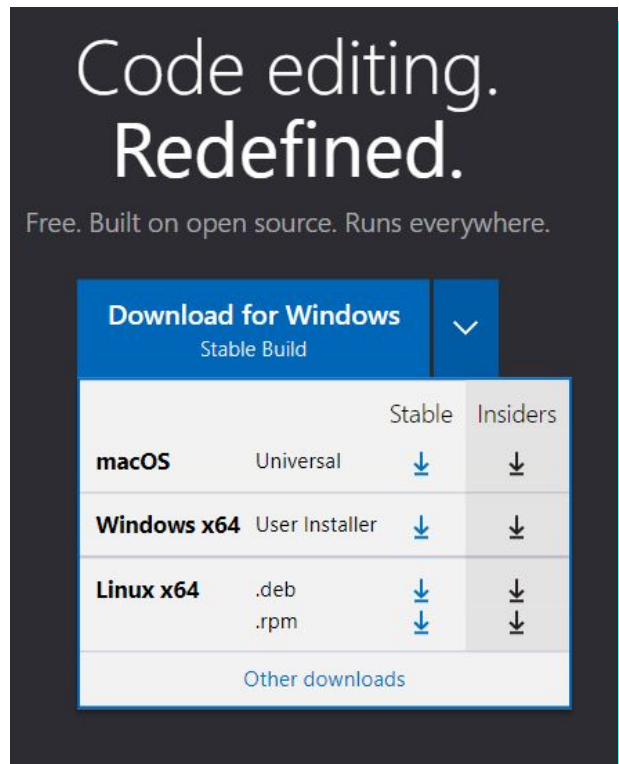 Code editing.
Redefined.
Free. Built on open source. Runs everywhere.
Download for Windows
Stable Build
Stable Insiders
macOS Universal
Windows x64 User Installer
Linux x64 .deb
.rpm
Other downloads